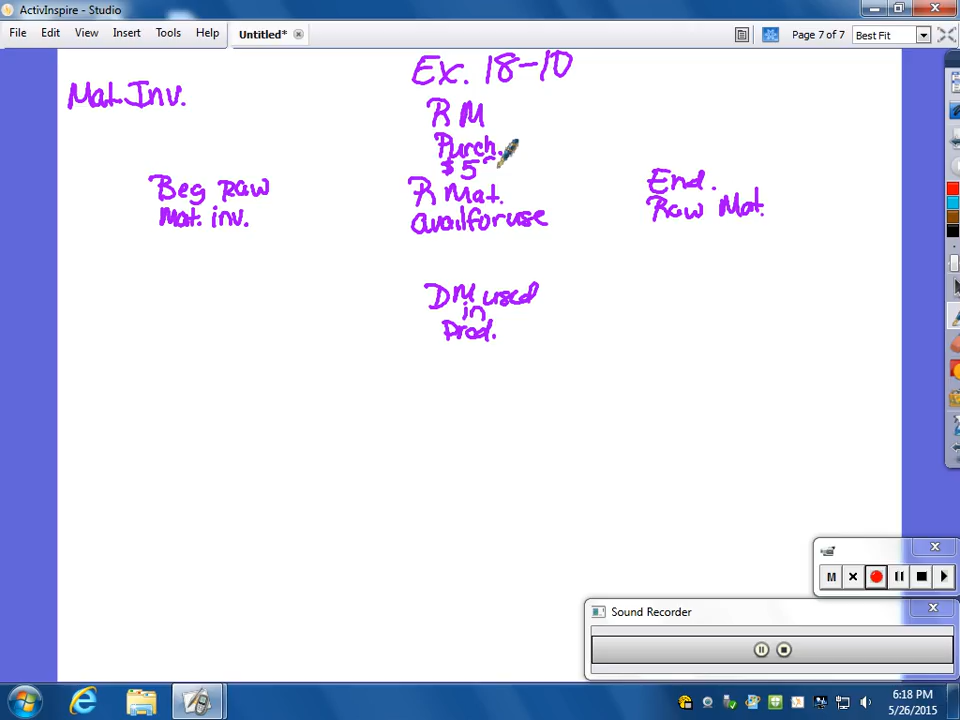 ActivInspire - Studio
File Edit View Insert Tools Help Untitled* Page 7 of 7 Best Fit
Ex. 18-10
Mat. Inv.
R M
Purch.
$5
Beg Raw
Mat. inv.
R Mat.
avail for use
End.
Raw Mat.
DM used
in
Prod.
M
Sound Recorder
6:18 PM
5/26/2015